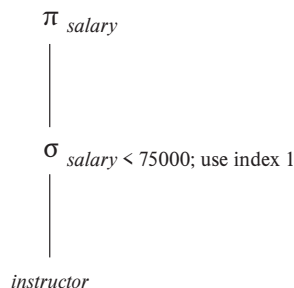 π salary
σ salary < 75000; use index 1
instructor